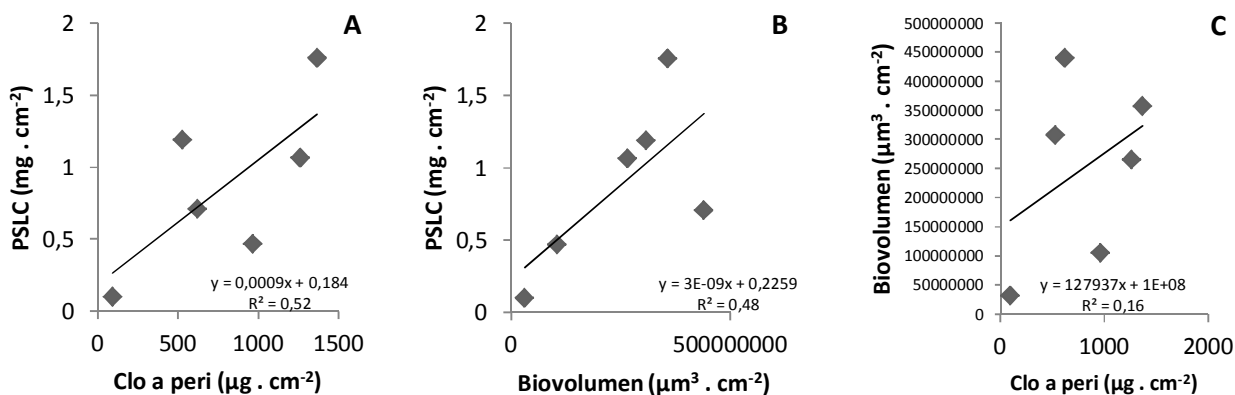 A
PSLC (mg . cm-2)
2
1,5
1
0,5
0
y = 0,0009x + 0,184
R² = 0,52
0 500 1000 1500
Clo a peri (µg . cm-2)
B
PSLC (mg . cm-2)
2
1,5
1
0,5
0
y = 3E-09x + 0,2259
R² = 0,48
0 500000000
Biovolumen (µm³ . cm-2)
C
Biovolumen (µm³ . cm-2)
500000000
450000000
400000000
350000000
300000000
250000000
200000000
150000000
100000000
50000000
0
y = 127937x + 1E+08
R² = 0,16
0 1000 2000
Clo a peri (µg . cm-2)